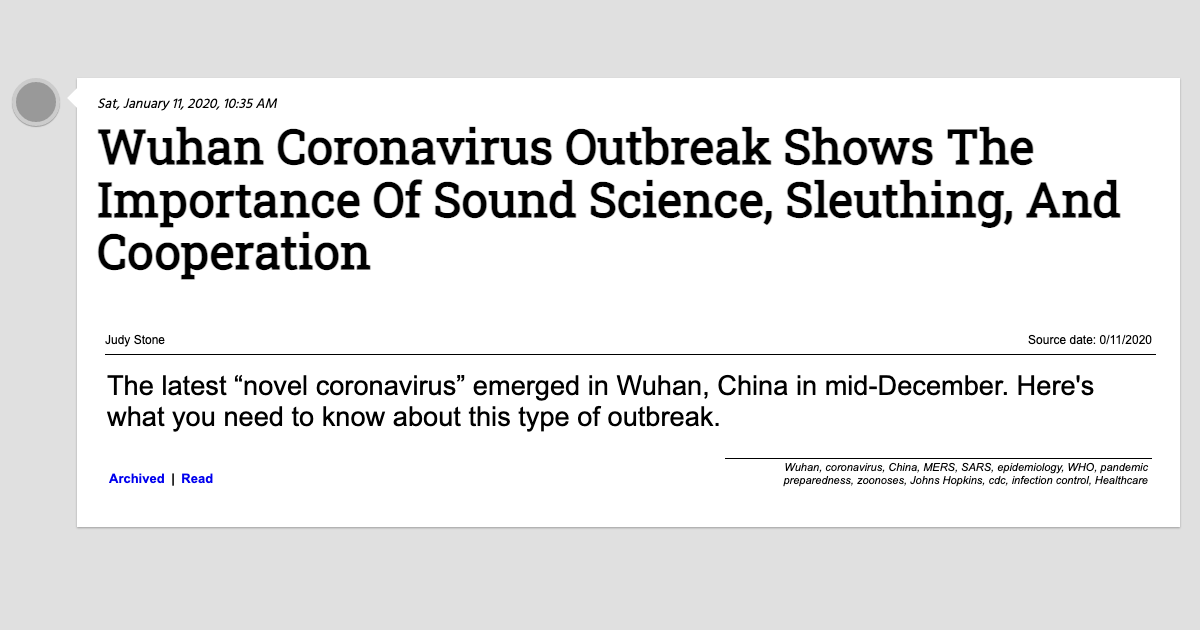 Sat, January 11, 2020, 10:35 AM
Wuhan Coronavirus Outbreak Shows The
Importance Of Sound Science, Sleuthing, And
Cooperation
Judy Stone
Source date: 0/11/2020
The latest “novel coronavirus” emerged in Wuhan, China in mid-December. Here's
what you need to know about this type of outbreak.
Archived | Read
Wuhan, coronavirus, China, MERS, SARS, epidemiology, WHO, pandemic
preparedness, zoonoses, Johns Hopkins, cdc, infection control, Healthcare